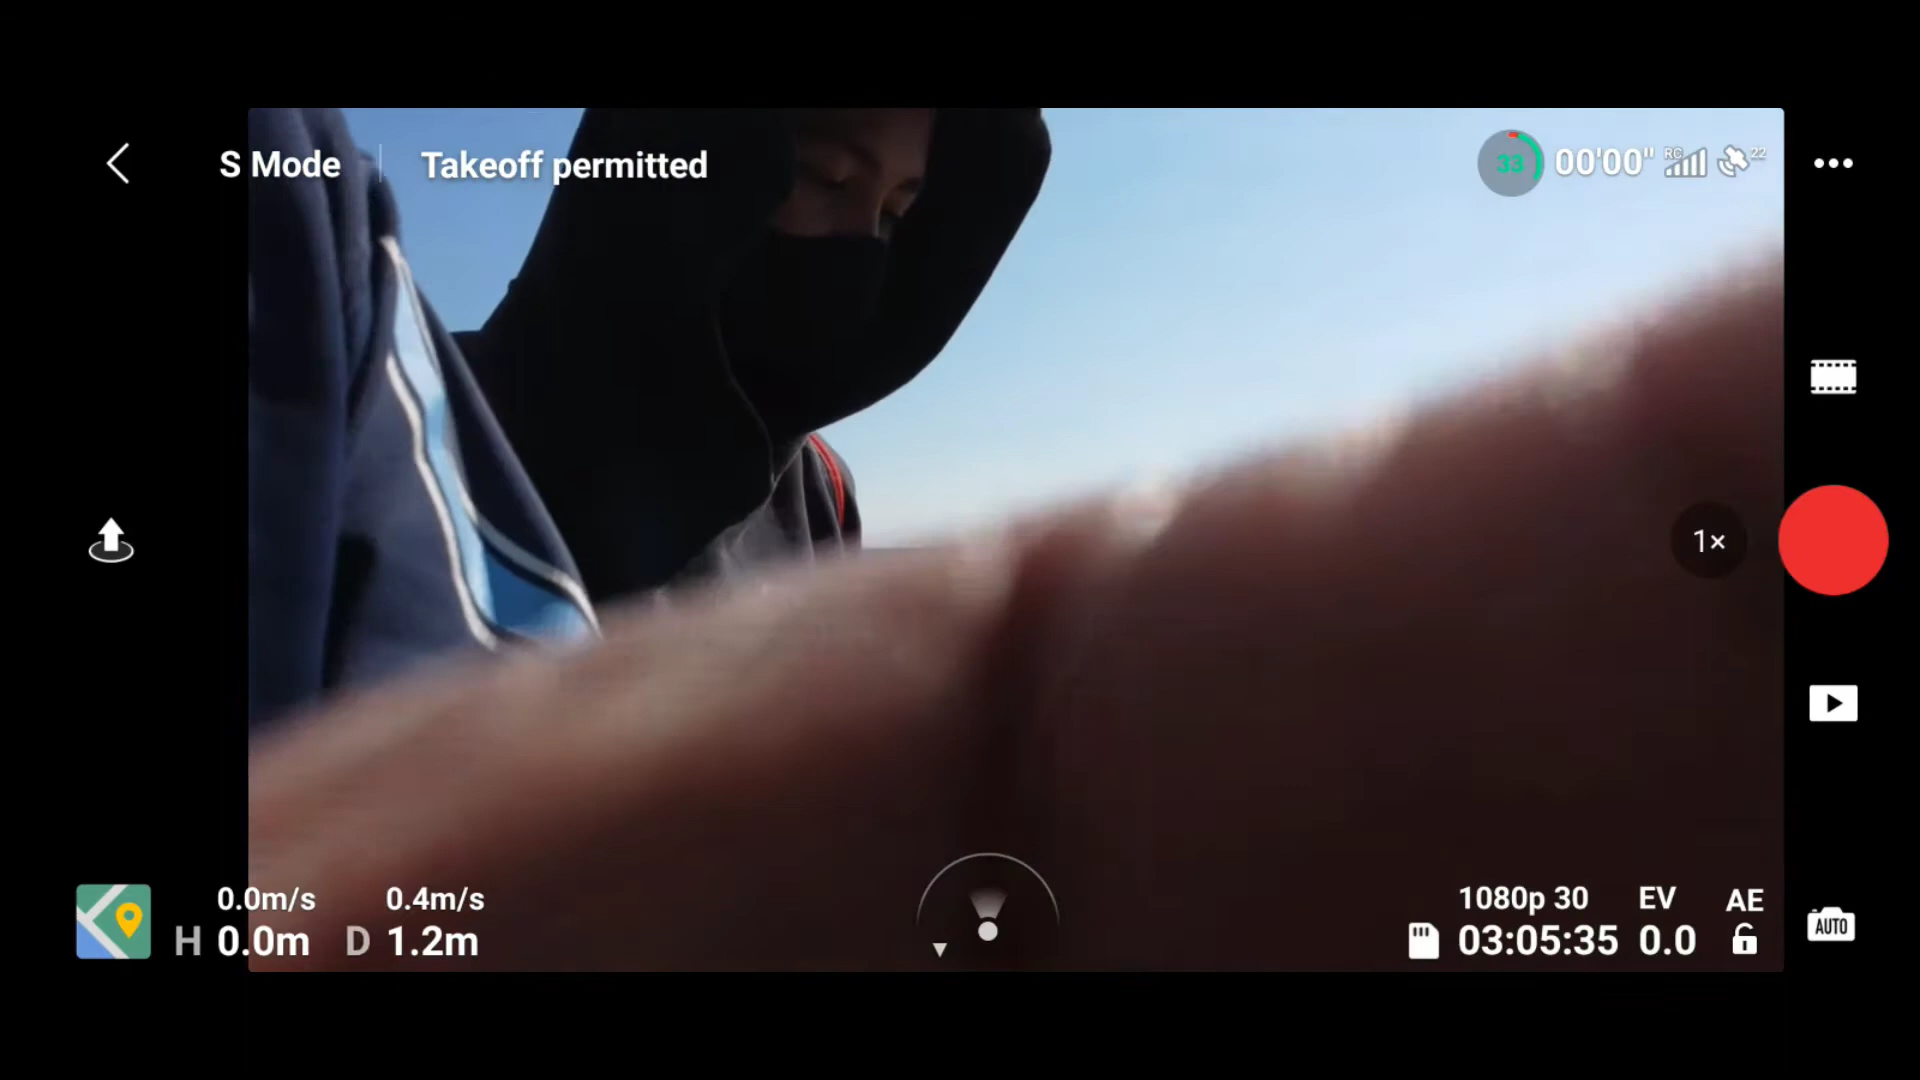 S Mode
Takeoff permitted
33
00'00"
RC
22
1×
0.0m/s
0.4m/s
H 0.0m
D 1.2m
1080p 30
EV
AE
03:05:35
0.0
AUTO